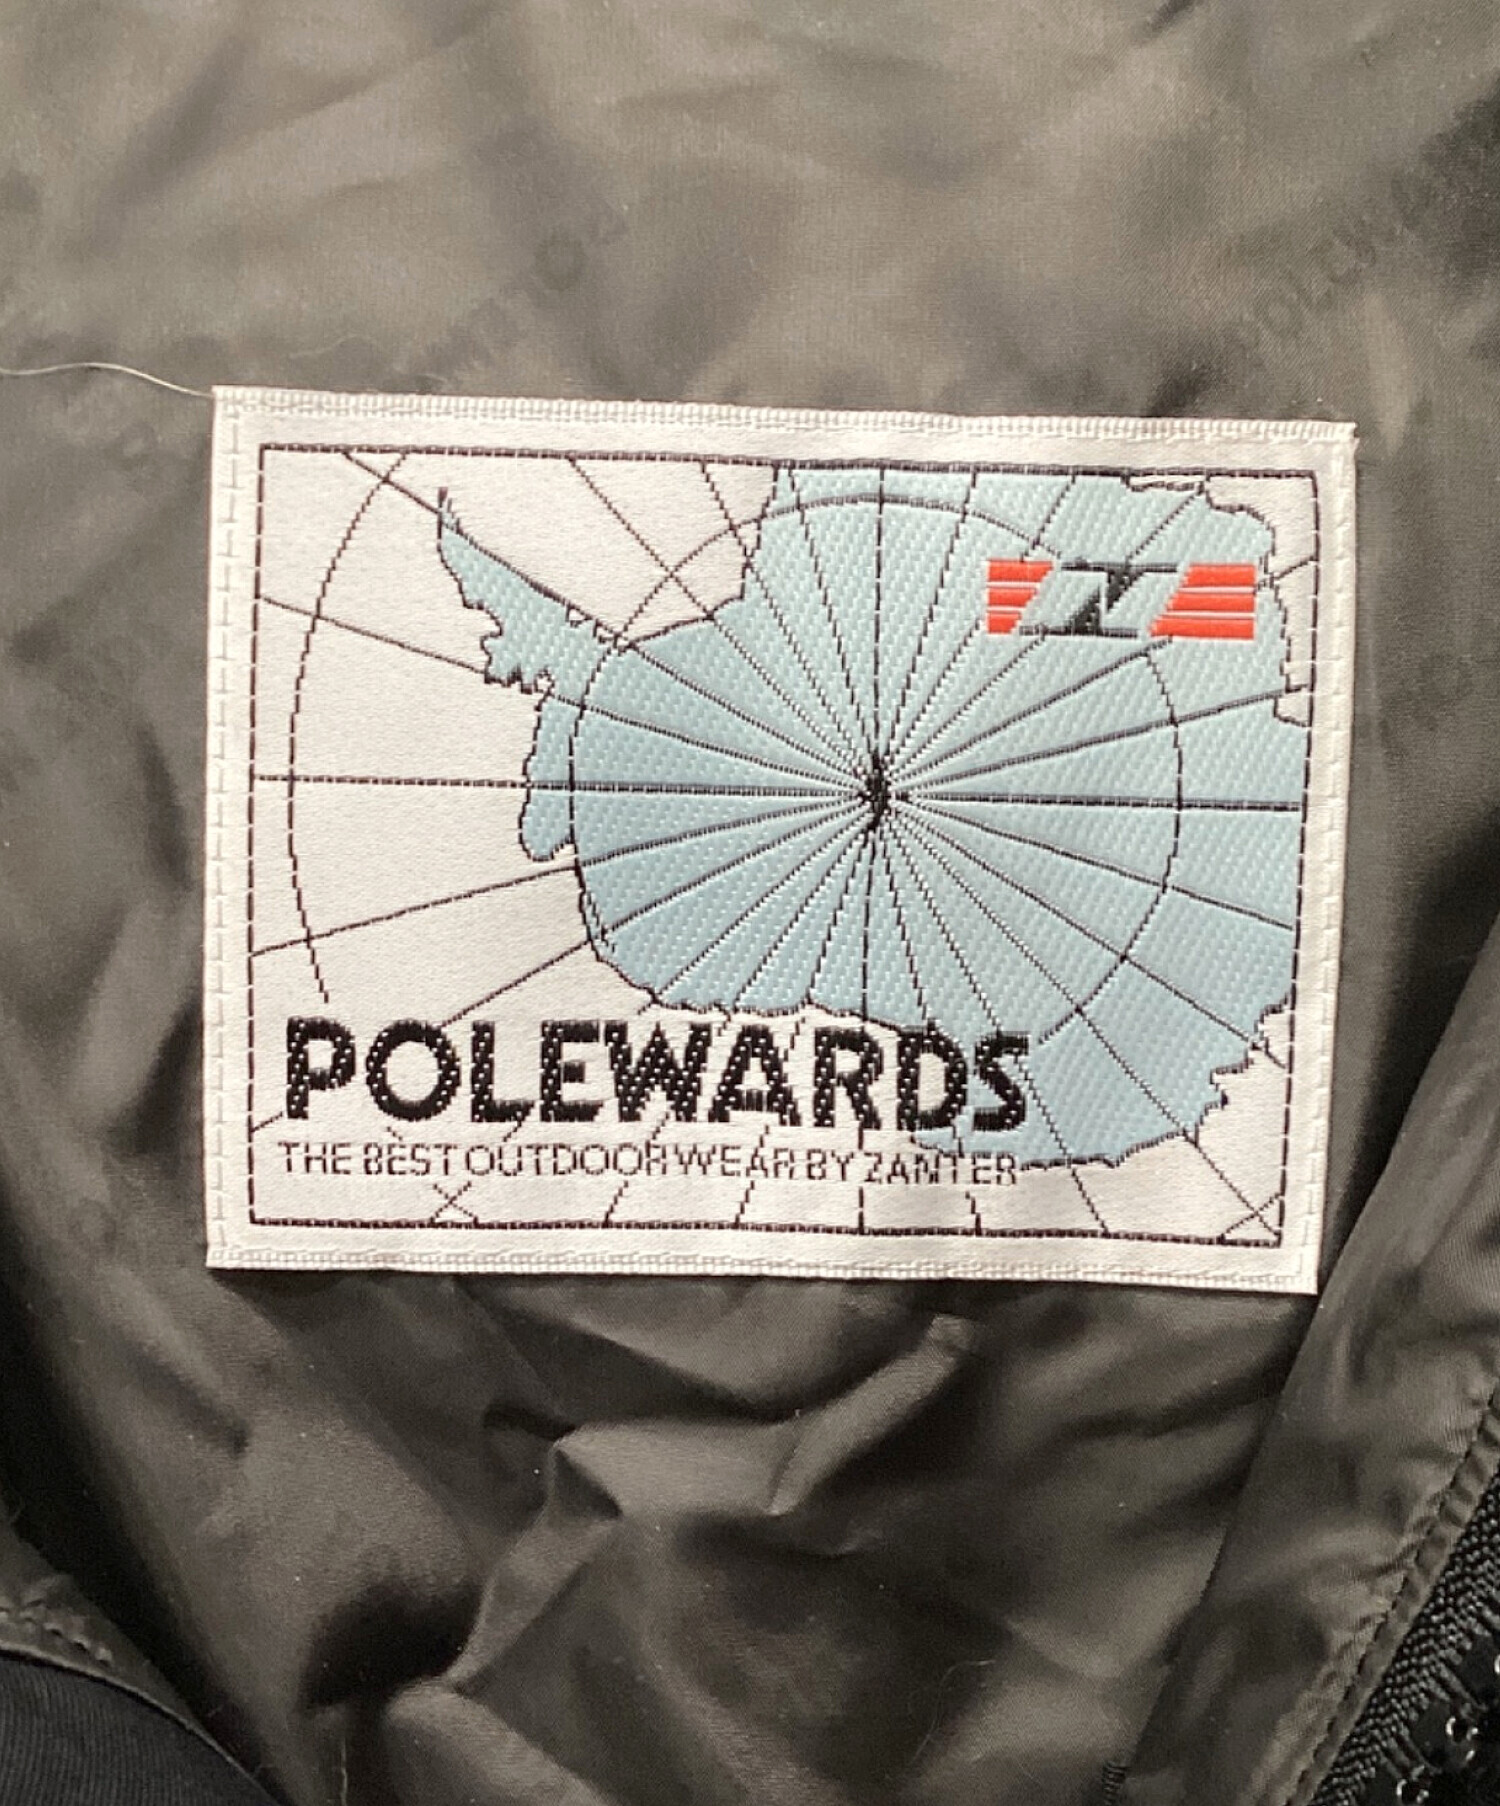 Z
POLEWARDS
THE BEST OUTDOOR WEAR BY ZANTER